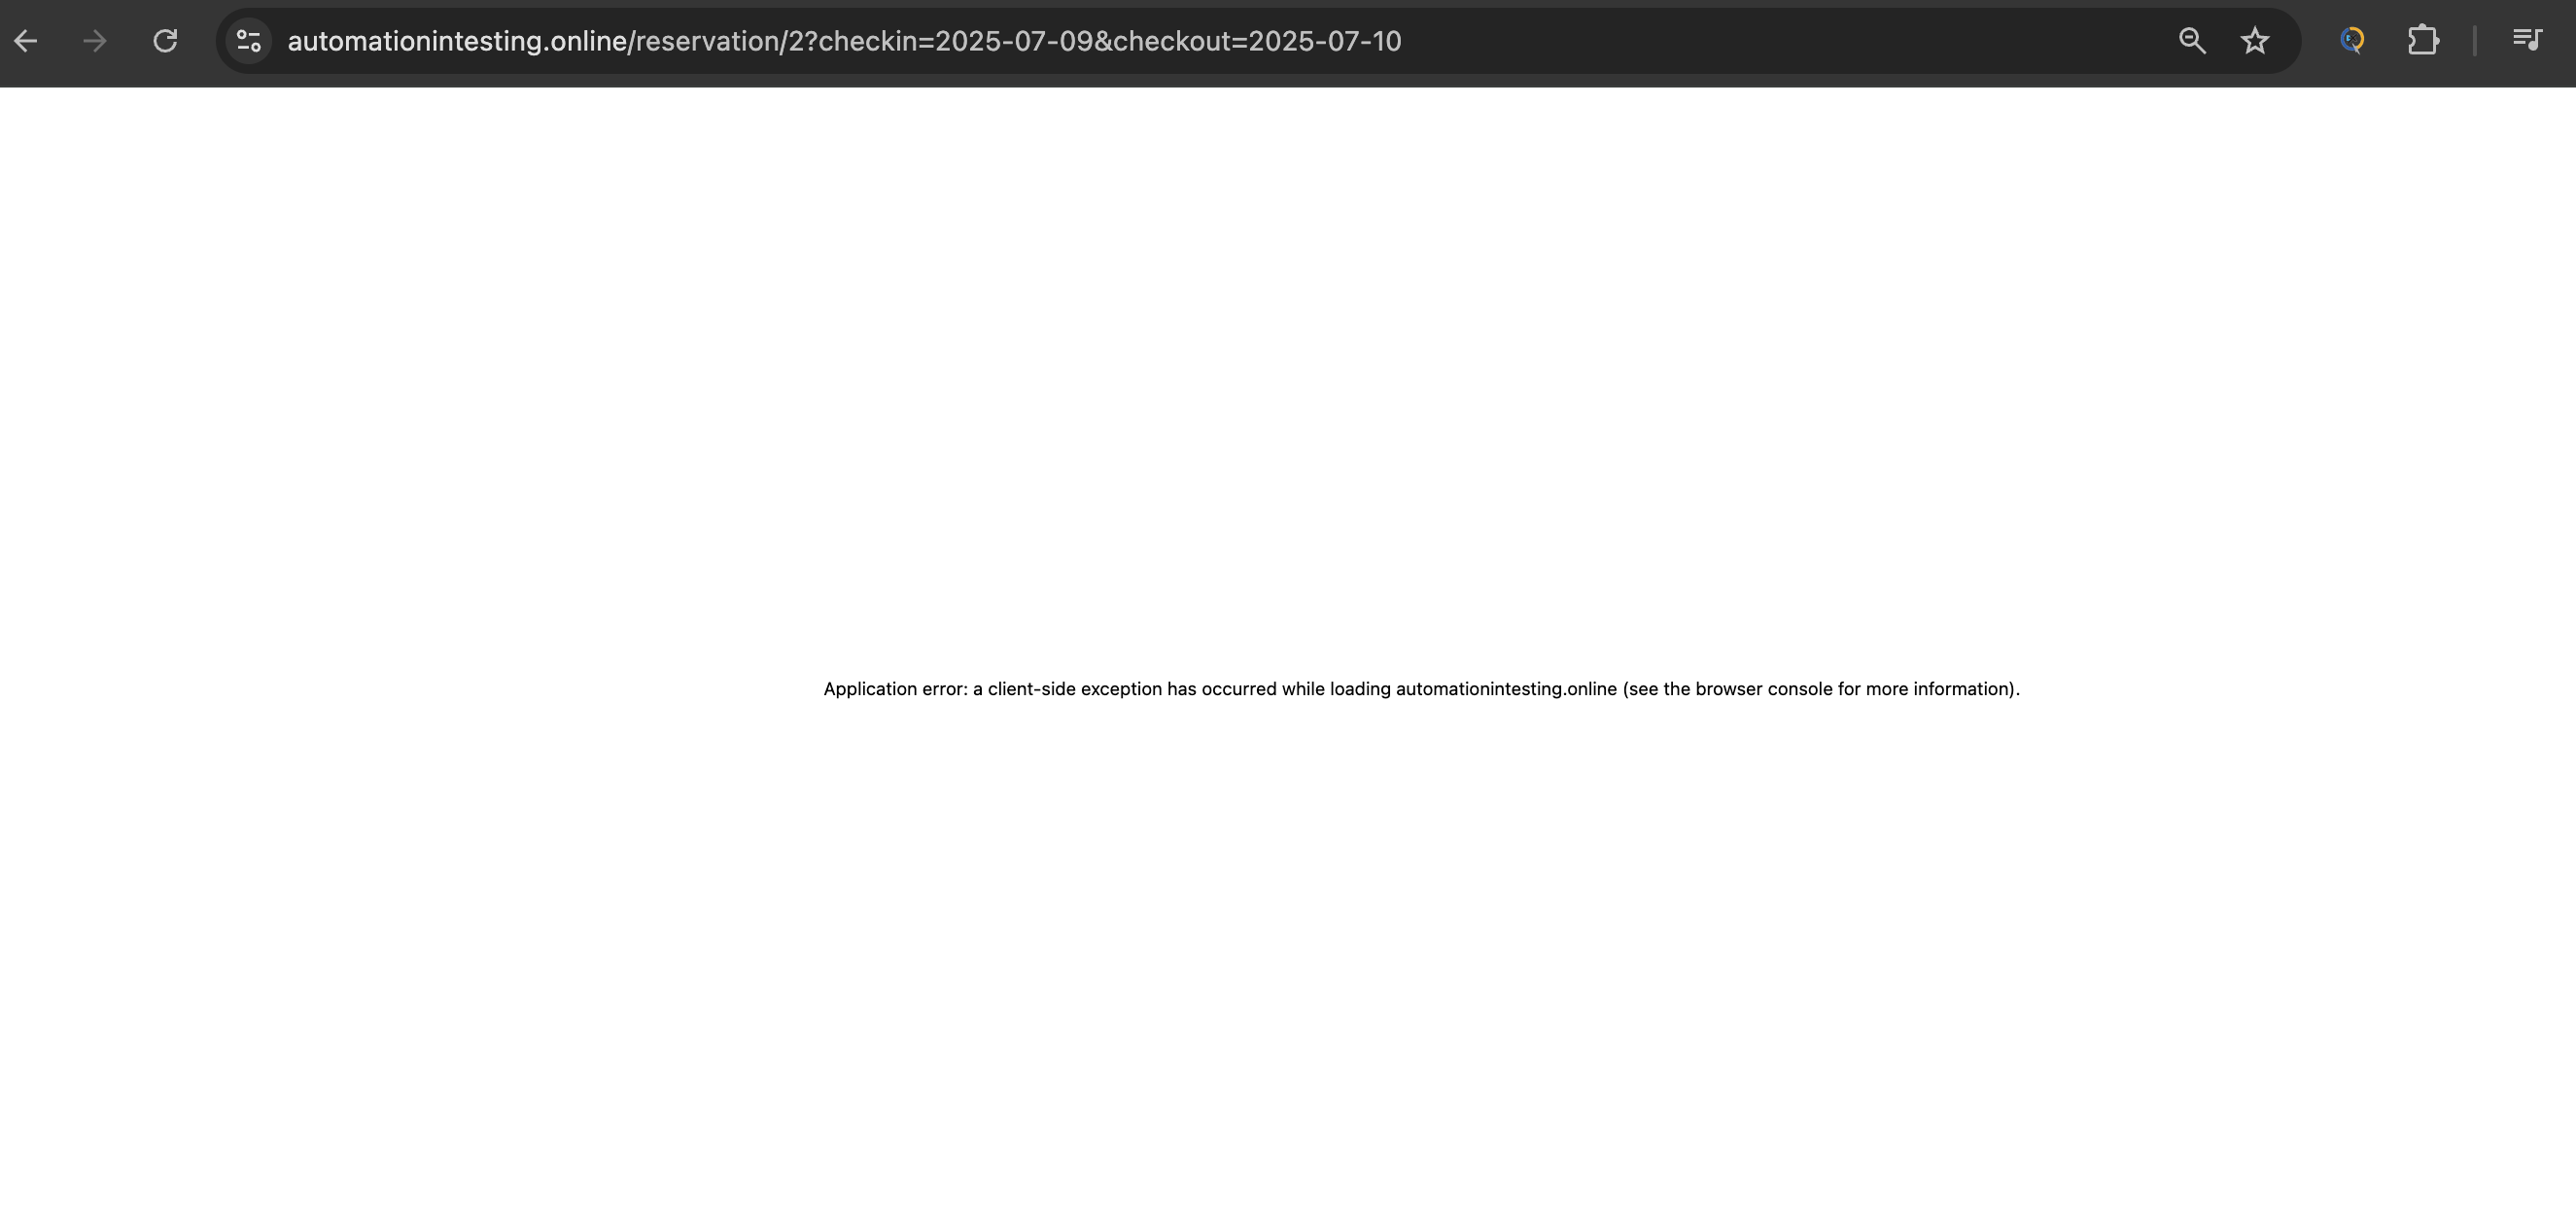 automationintesting.online/reservation/2?checkin=2025-07-09&checkout=2025-07-10
Application error: a client-side exception has occurred while loading automationintesting.online (see the browser console for more information).